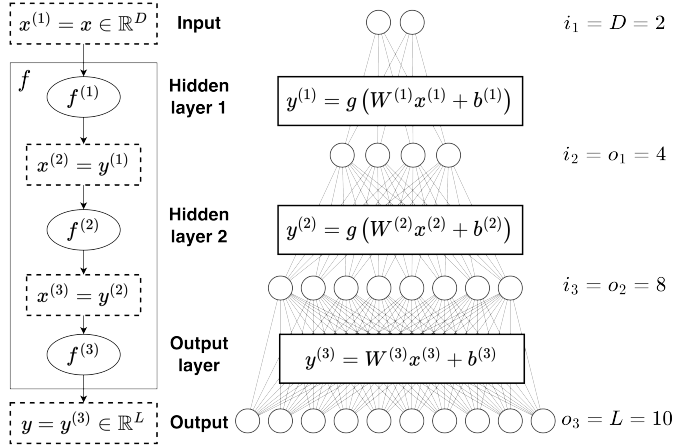 x^{(1)} = x ∈ ℝ^D
Input
i_1 = D = 2
f
f^{(1)}
Hidden
layer 1
y^{(1)} = g(W^{(1)}x^{(1)} + b^{(1)})
x^{(2)} = y^{(1)}
i_2 = o_1 = 4
f^{(2)}
Hidden
layer 2
y^{(2)} = g(W^{(2)}x^{(2)} + b^{(2)})
x^{(3)} = y^{(2)}
i_3 = o_2 = 8
f^{(3)}
Output
layer
y^{(3)} = W^{(3)}x^{(3)} + b^{(3)}
y = y^{(3)} ∈ ℝ^L
Output
o_3 = L = 10